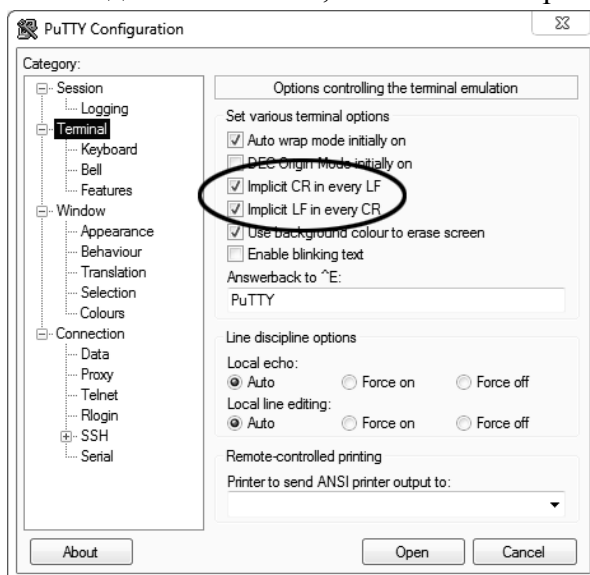 PuTTY Configuration
Category:
Session
Logging
Terminal
Keyboard
Bell
Features
Window
Appearance
Behaviour
Translation
Selection
Colours
Connection
Data
Proxy
Telnet
Rlogin
SSH
Serial
Options controlling the terminal emulation
Set various terminal options
Auto wrap mode initially on
DEC Origin Mode initially on
Implicit CR in every LF
Implicit LF in every CR
Use background colour to erase screen
Enable blinking text
Answerback to ^E:
PuTTY
Line discipline options
Local echo:
Auto Force on Force off
Local line editing:
Auto Force on Force off
Remote-controlled printing
Printer to send ANSI printer output to:
About Open Cancel